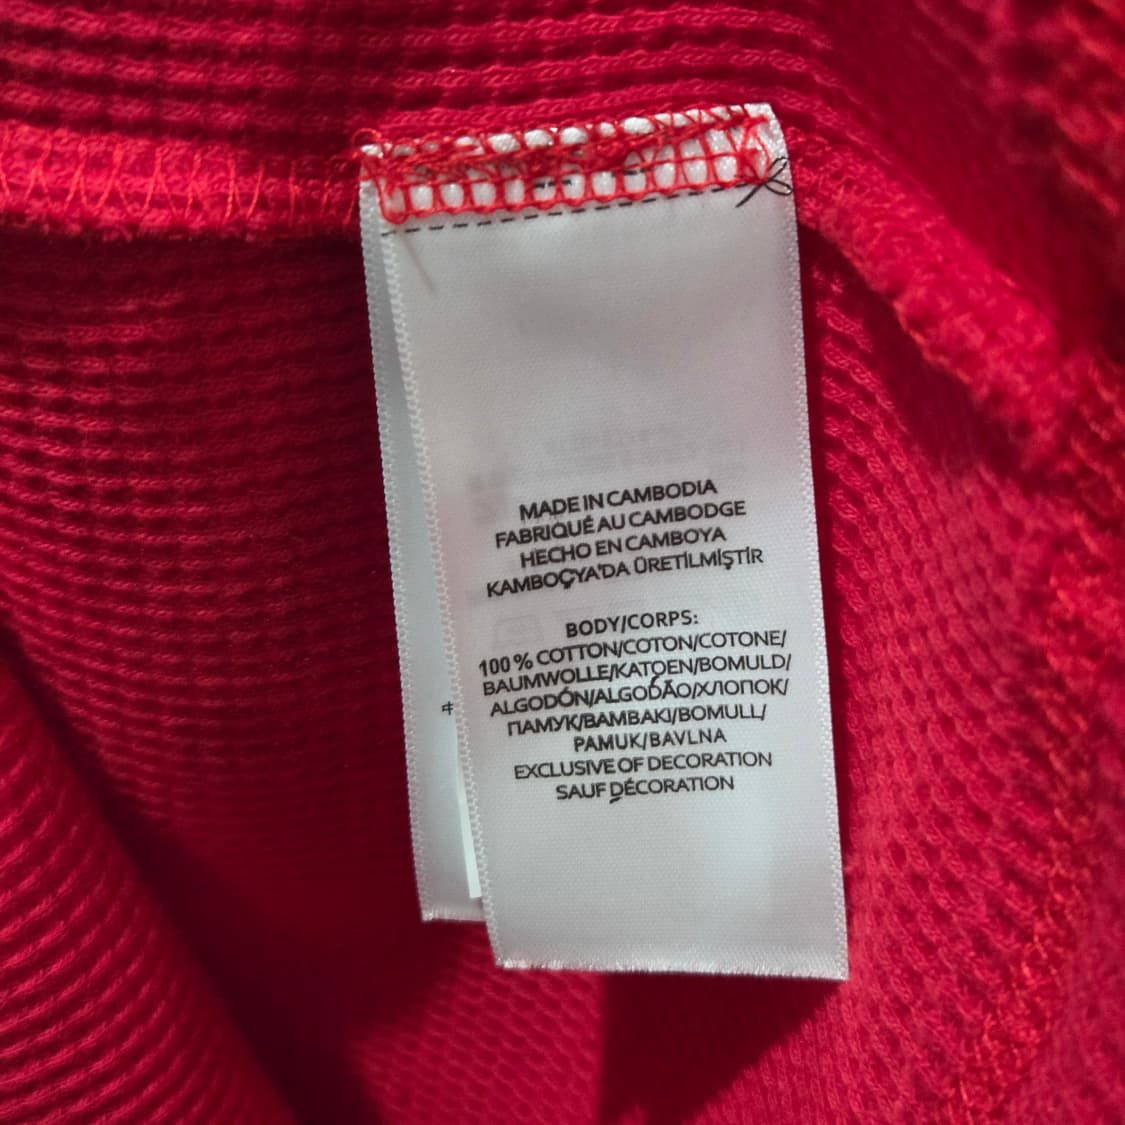 MADE IN CAMBODIA
FABRIQUÉ AU CAMBODGE
HECHO EN CAMBOYA
KAMBOÇYA'DA ÜRETİLMİŞTİR
BODY/CORPS:
100 % COTTON/COTON/COTONE/
BAUMWOLLE/KATOEN/BOMULD/
ALGODÓN/ALGODÃO/ХЛОПОК/
ПАМУК/BAMBAKI/BOMULL/
PAMUK/BAVLNA
EXCLUSIVE OF DECORATION
SAUF DÉCORATION